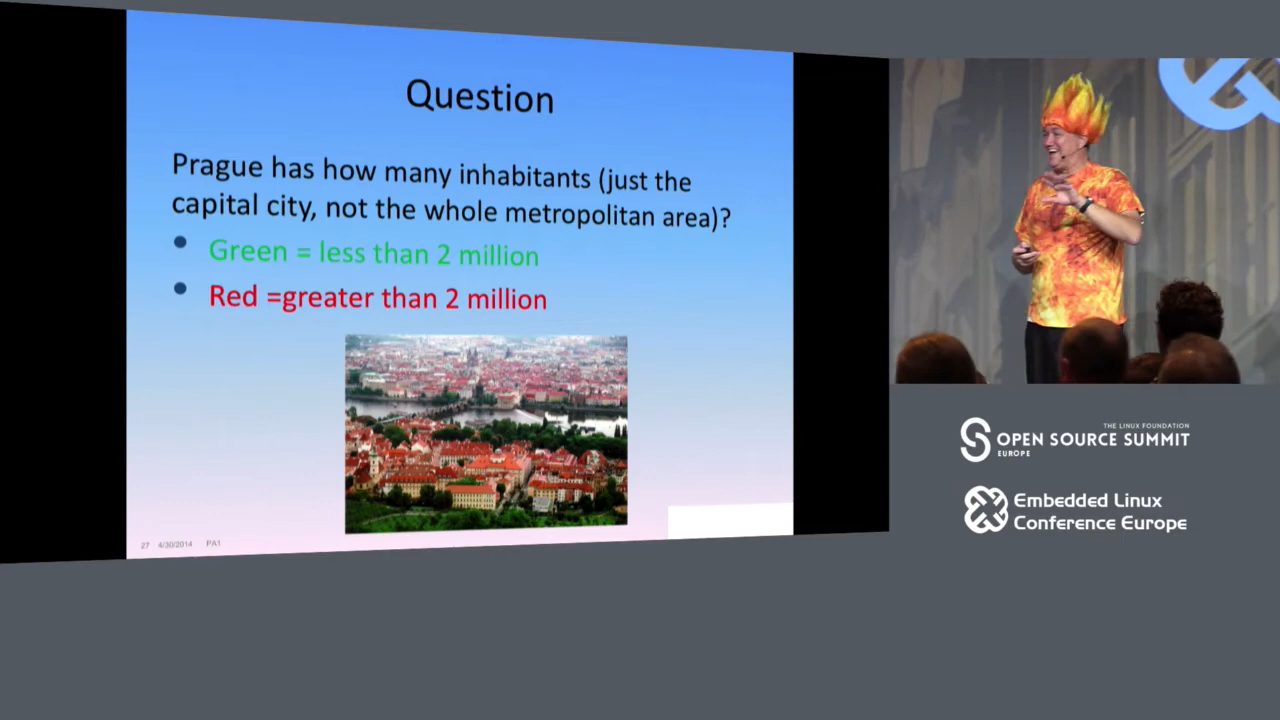 Question
Prague has how many inhabitants (just the
capital city, not the whole metropolitan area)?
Green = less than 2 million
Red =greater than 2 million
27 4/30/2014 PA1
THE LINUX FOUNDATION
OPEN SOURCE SUMMIT
EUROPE
Embedded Linux
Conference Europe